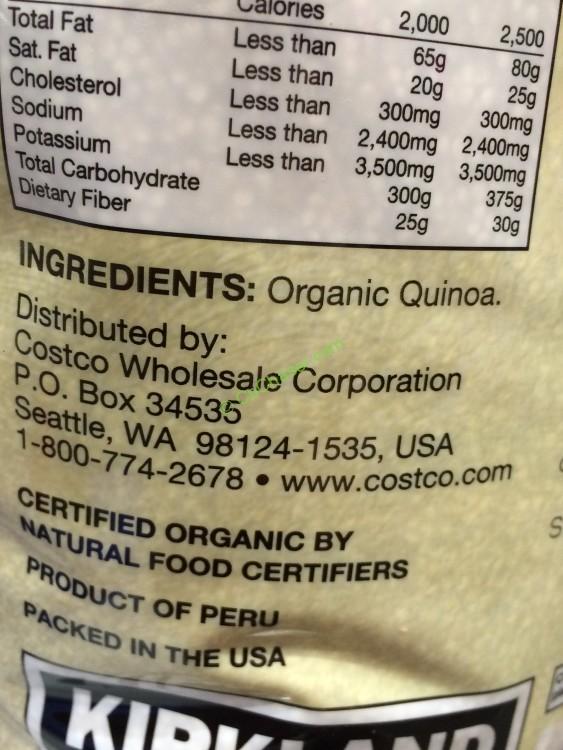 Calories 2,000 2,500
Total Fat Less than 65g 80g
Sat. Fat Less than 20g 25g
Cholesterol Less than 300mg 300mg
Sodium Less than 2,400mg 2,400mg
Potassium Less than 3,500mg 3,500mg
Total Carbohydrate 300g 375g
Dietary Fiber 25g 30g
INGREDIENTS: Organic Quinoa.
Distributed by:
Costco Wholesale Corporation
P.O. Box 34535
Seattle, WA 98124-1535, USA
1-800-774-2678 • www.costco.com
CERTIFIED ORGANIC BY
NATURAL FOOD CERTIFIERS
PRODUCT OF PERU
PACKED IN THE USA
KIRKLAND